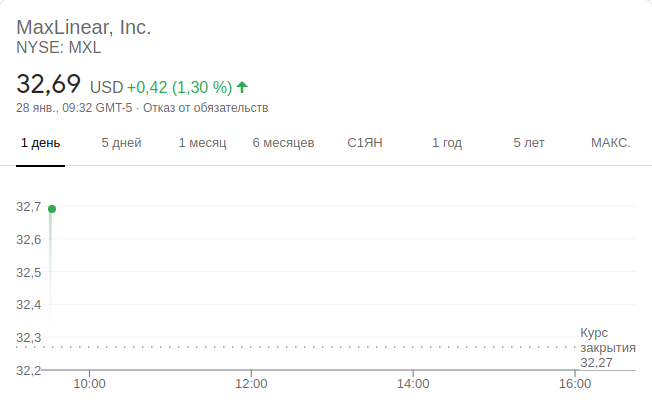 MaxLinear, Inc.
NYSE: MXL
32,69 USD +0,42 (1,30 %)
28 янв., 09:32 GMT-5 · Отказ от обязательств
1 день 5 дней 1 месяц 6 месяцев С1ЯН 1 год 5 лет МАКС.
32,7
32,6
32,5
32,4
32,3
Курс
закрытия
32,27
32,2
10:00 12:00 14:00 16:00